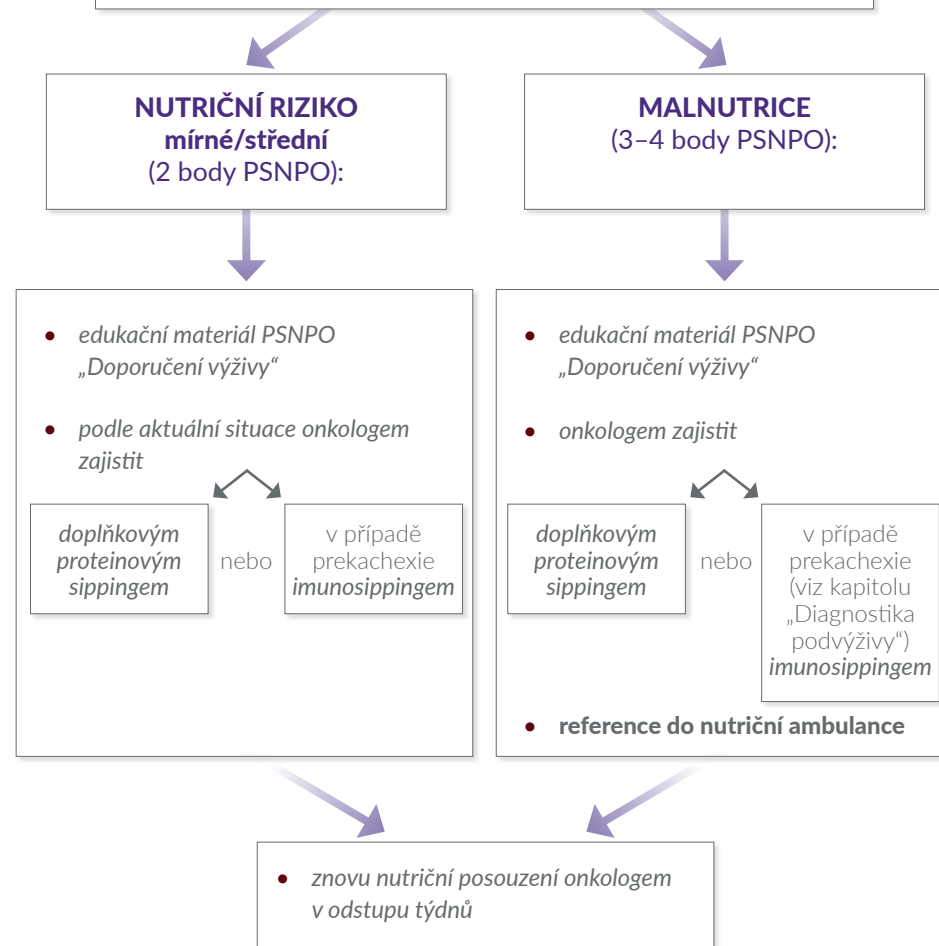 NUTRIČNÍ RIZIKO
mírné/střední
(2 body PSNPO):
MALNUTRICE
(3–4 body PSNPO):
• edukační materiál PSNPO
„Doporučení výživy“
• podle aktuální situace onkologem
zajistit
doplňkovým
proteinovým
sippingem
nebo
v případě
prekachexie
imunosippingem
• edukační materiál PSNPO
„Doporučení výživy“
• onkologem zajistit
doplňkovým
proteinovým
sippingem
nebo
v případě
prekachexie
(viz kapitolu
„Diagnostika
podvýživy“)
imunosippingem
• reference do nutriční ambulance
• znovu nutriční posouzení onkologem
v odstupu týdnů